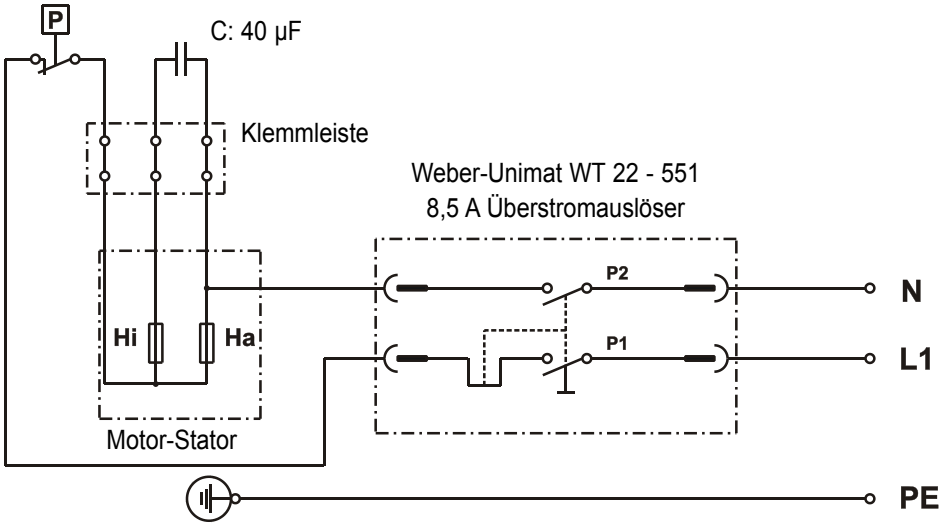 P
C: 40 µF
Klemmleiste
Weber-Unimat WT 22 - 551
8,5 A Überstromauslöser
P2
N
Hi
Ha
P1
L1
Motor-Stator
PE